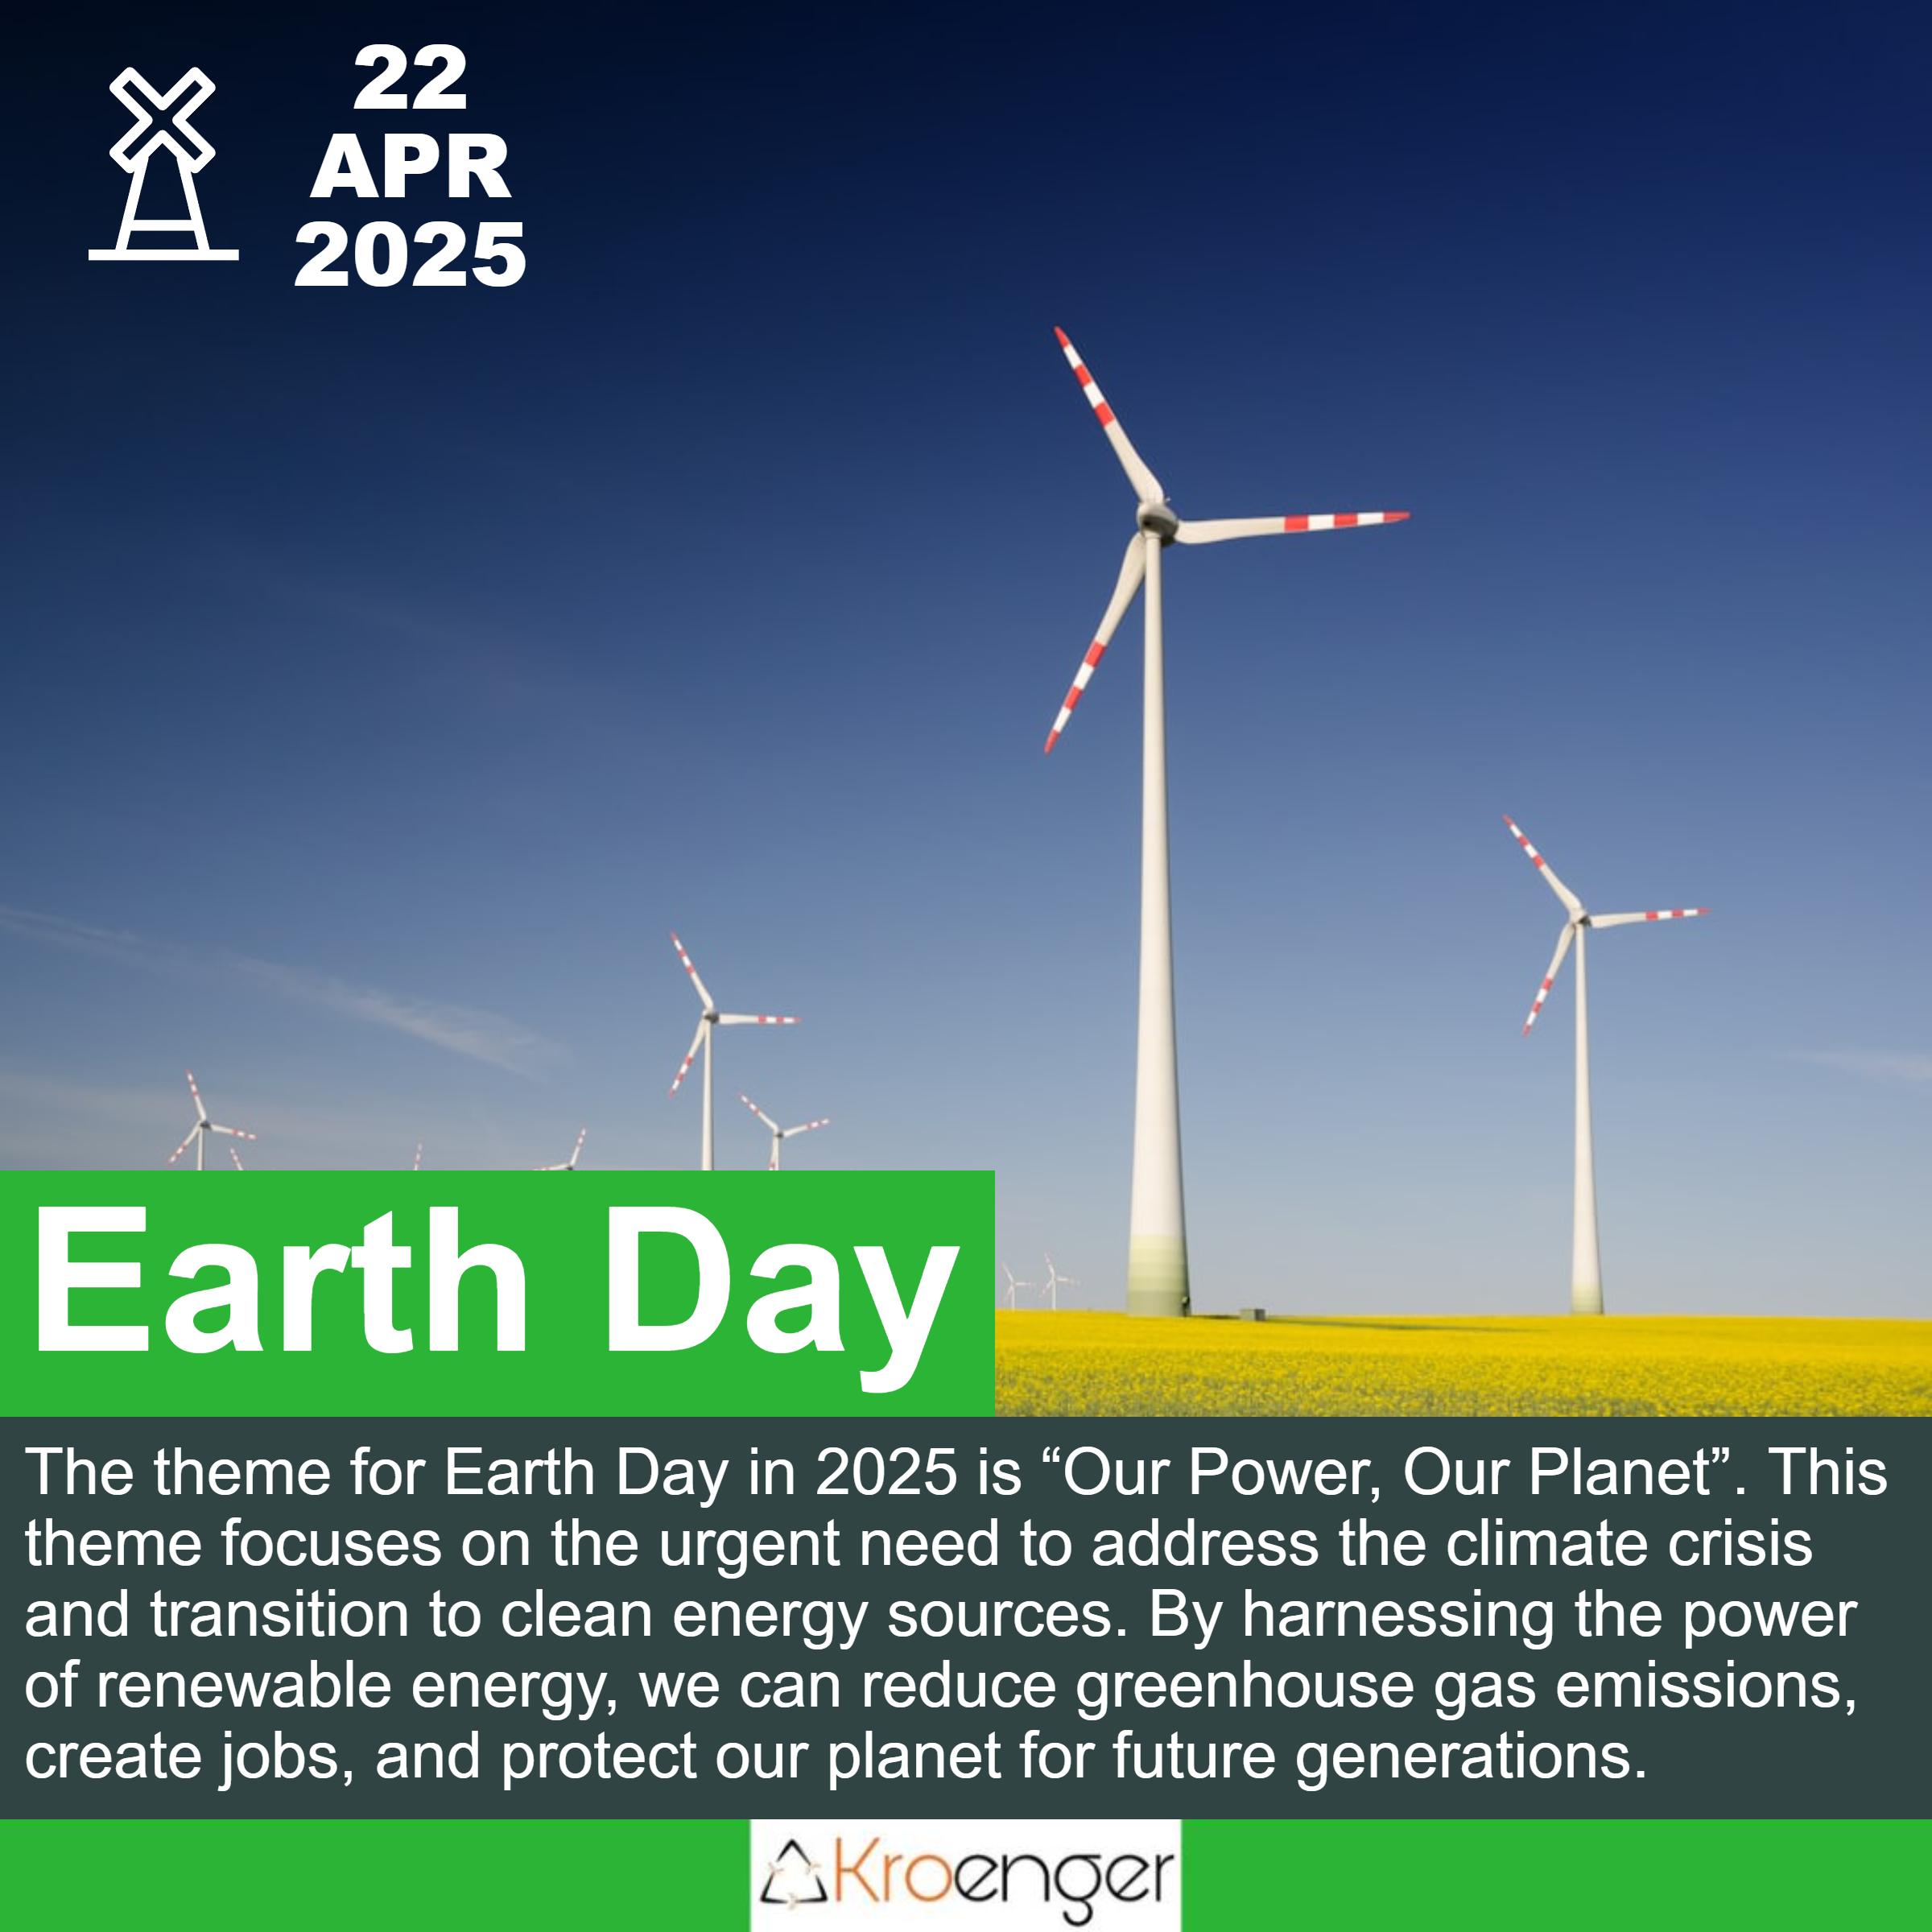 22
APR
2025
Earth Day
The theme for Earth Day in 2025 is “Our Power, Our Planet”. This
theme focuses on the urgent need to address the climate crisis
and transition to clean energy sources. By harnessing the power
of renewable energy, we can reduce greenhouse gas emissions,
create jobs, and protect our planet for future generations.
Kroenger